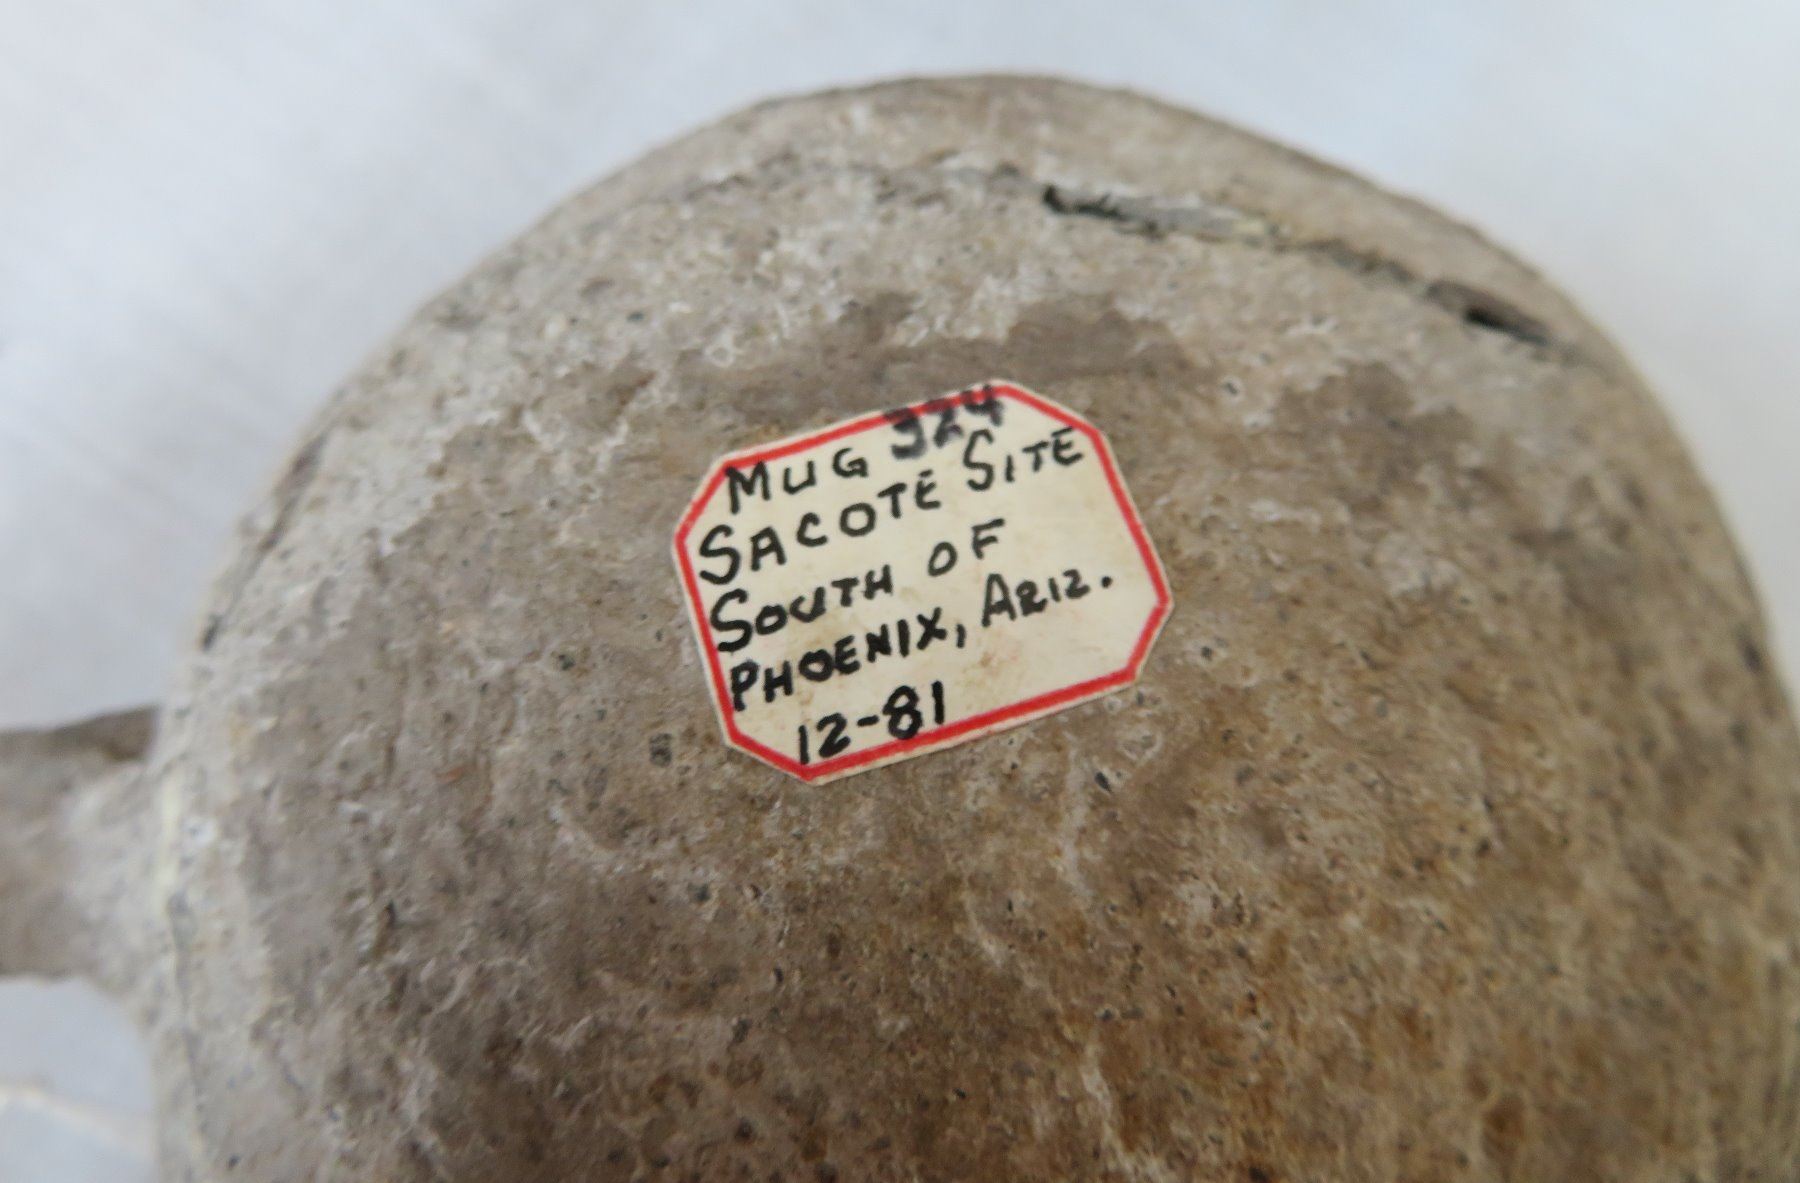 MUG 324
SACOTE SITE
SOUTH OF
PHOENIX, ARIZ.
12-81